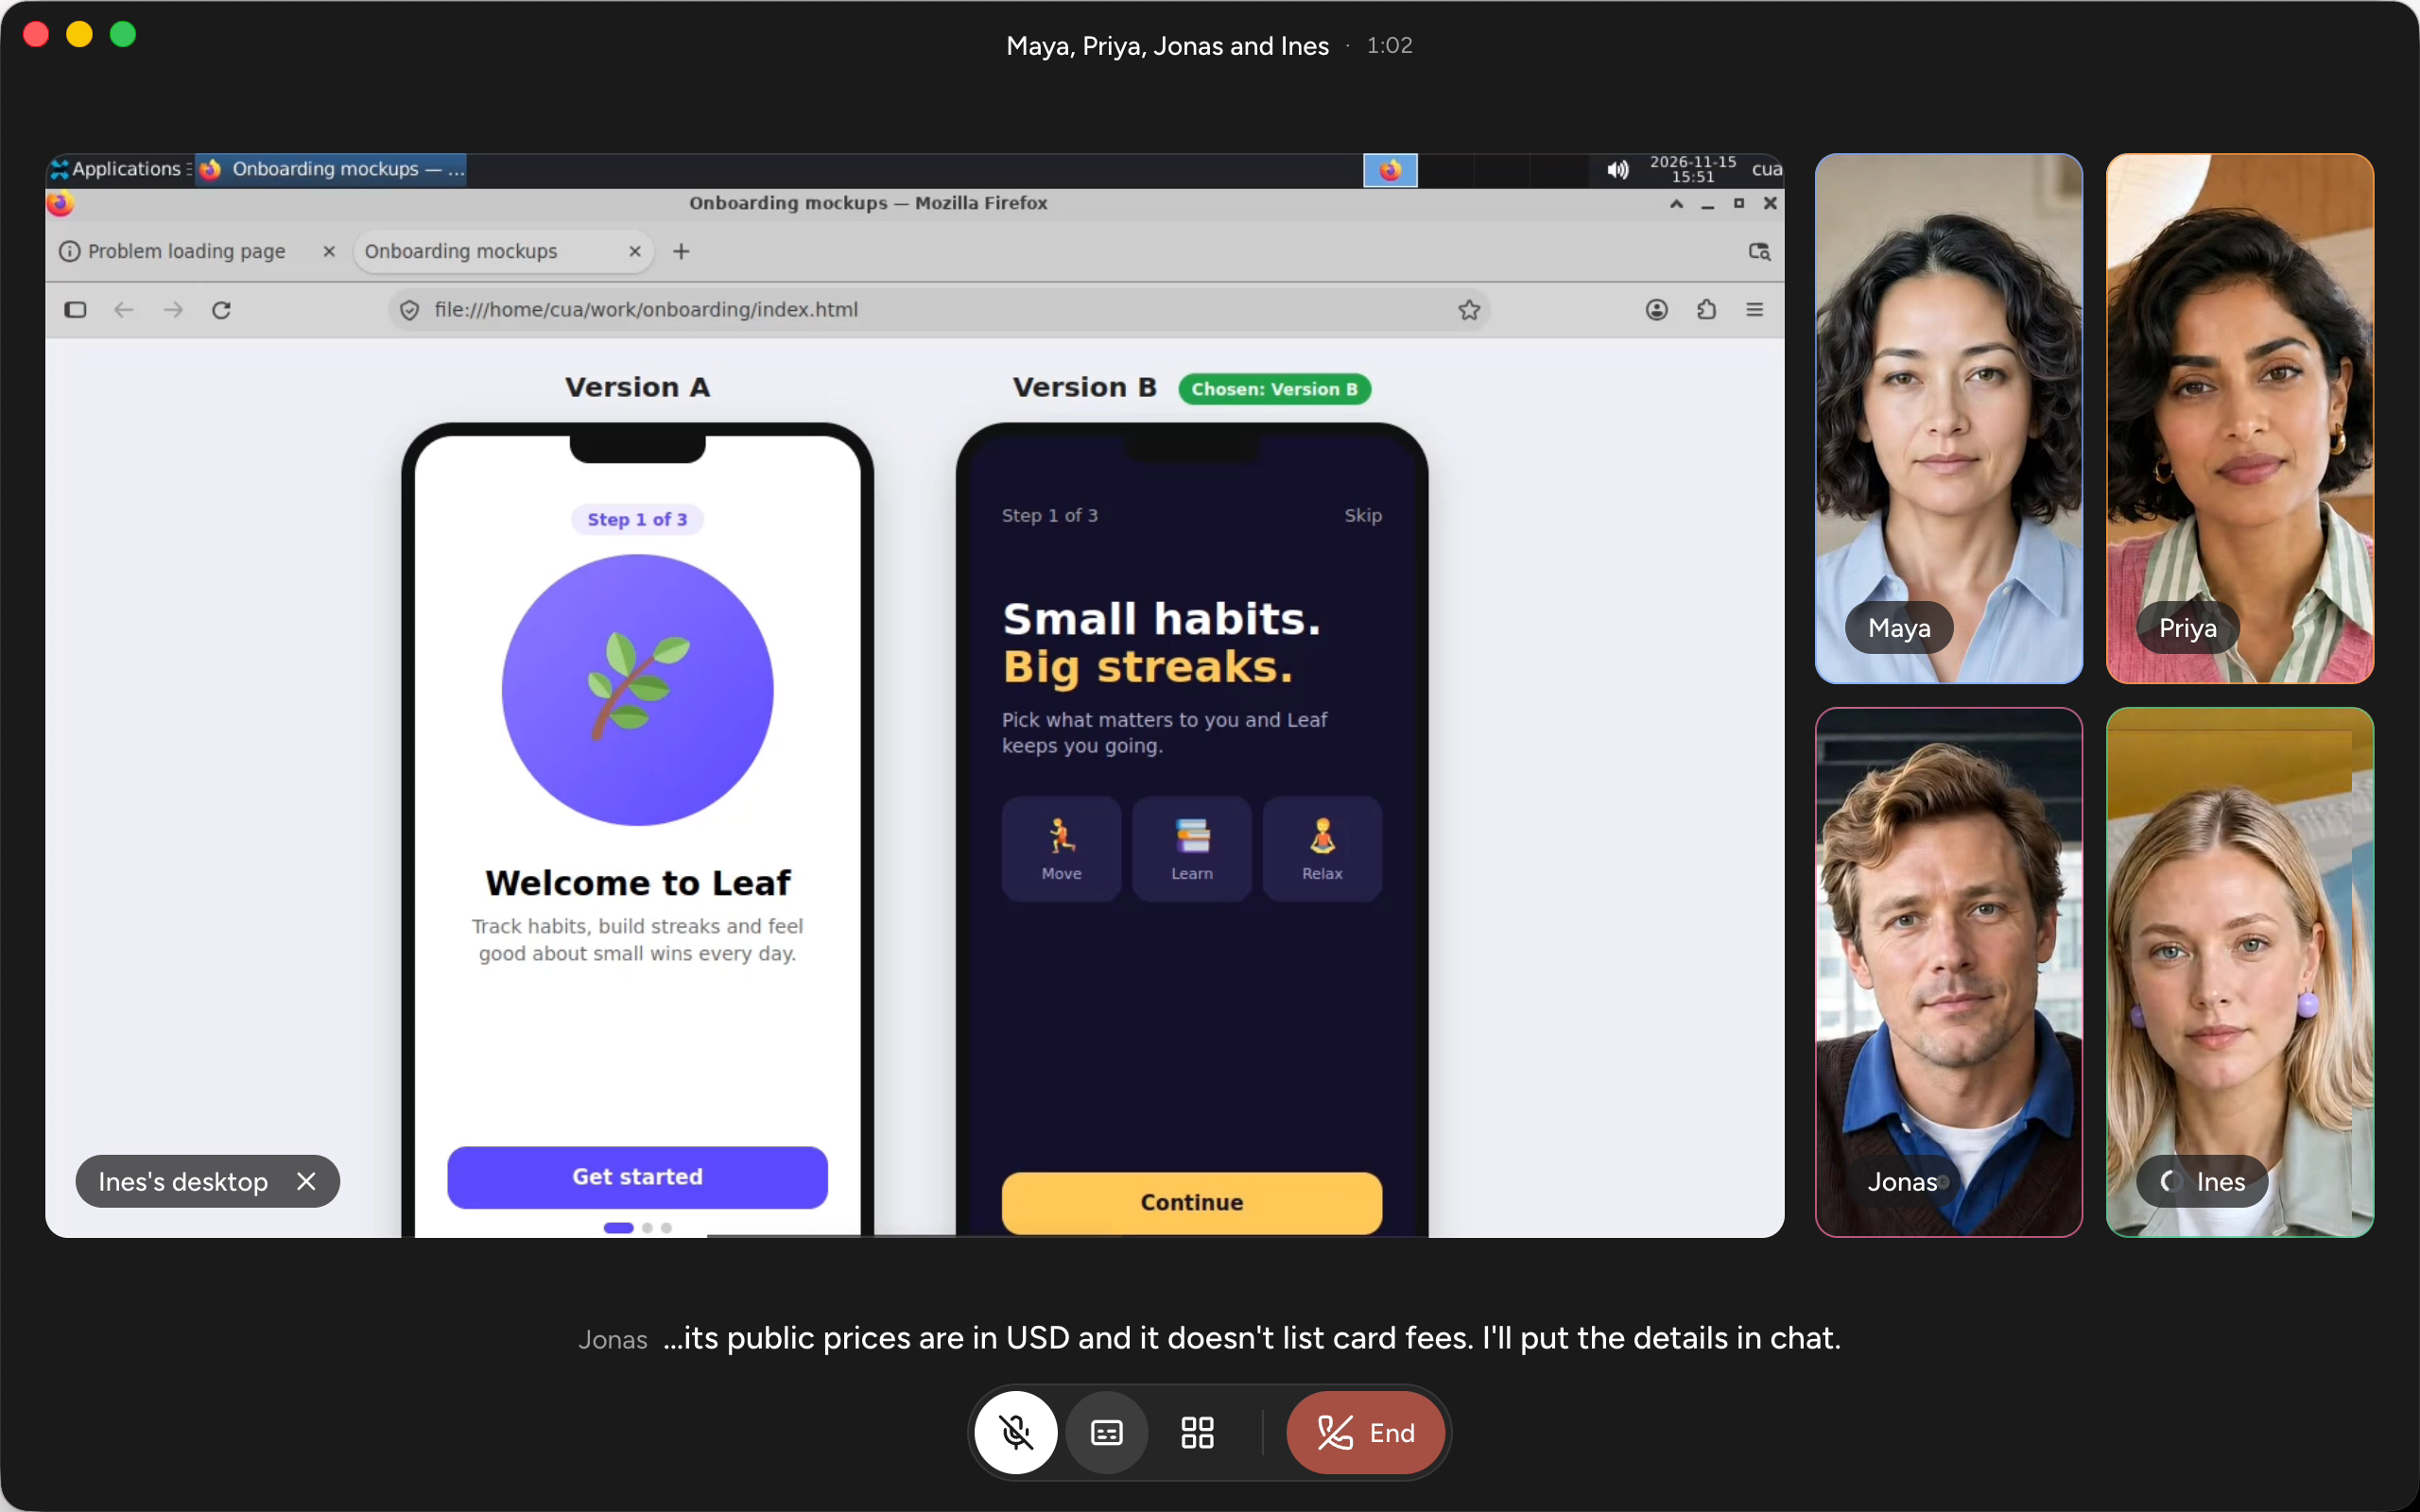 Maya, Priya, Jonas and Ines · 1:02
Applications
Onboarding mockups — ...
2026-11-15
15:51
cua
Onboarding mockups — Mozilla Firefox
Problem loading page
Onboarding mockups
file:///home/cua/work/onboarding/index.html
Version A
Step 1 of 3
Welcome to Leaf
Track habits, build streaks and feel
good about small wins every day.
Get started
Version B
Chosen: Version B
Step 1 of 3
Skip
Small habits.
Big streaks.
Pick what matters to you and Leaf
keeps you going.
Move
Learn
Relax
Continue
Ines's desktop
Maya
Priya
Jonas
Ines
Jonas ...its public prices are in USD and it doesn't list card fees. I'll put the details in chat.
End